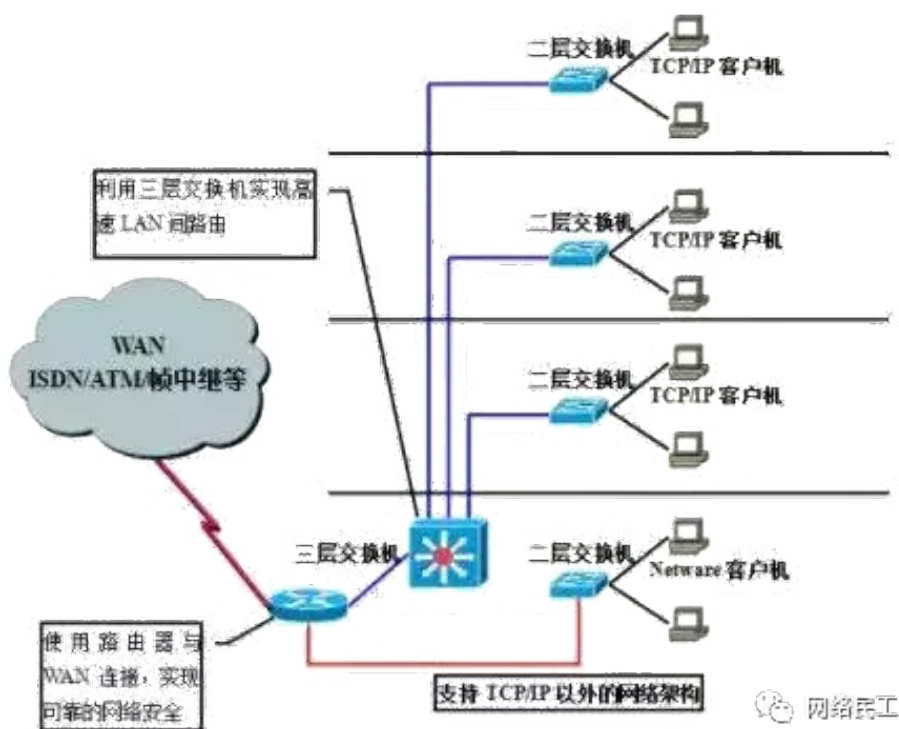 二层交换机
TCP/IP 客户机
利用三层交换机实现高
速 LAN 间路由
二层交换机
TCP/IP 客户机
WAN
ISDN/ATM/帧中继等
二层交换机
TCP/IP 客户机
三层交换机
二层交换机
Netware 客户机
使用路由器与
WAN 连接，实现
可靠的网络安全
支持 TCP/IP 以外的网络架构
网络民工